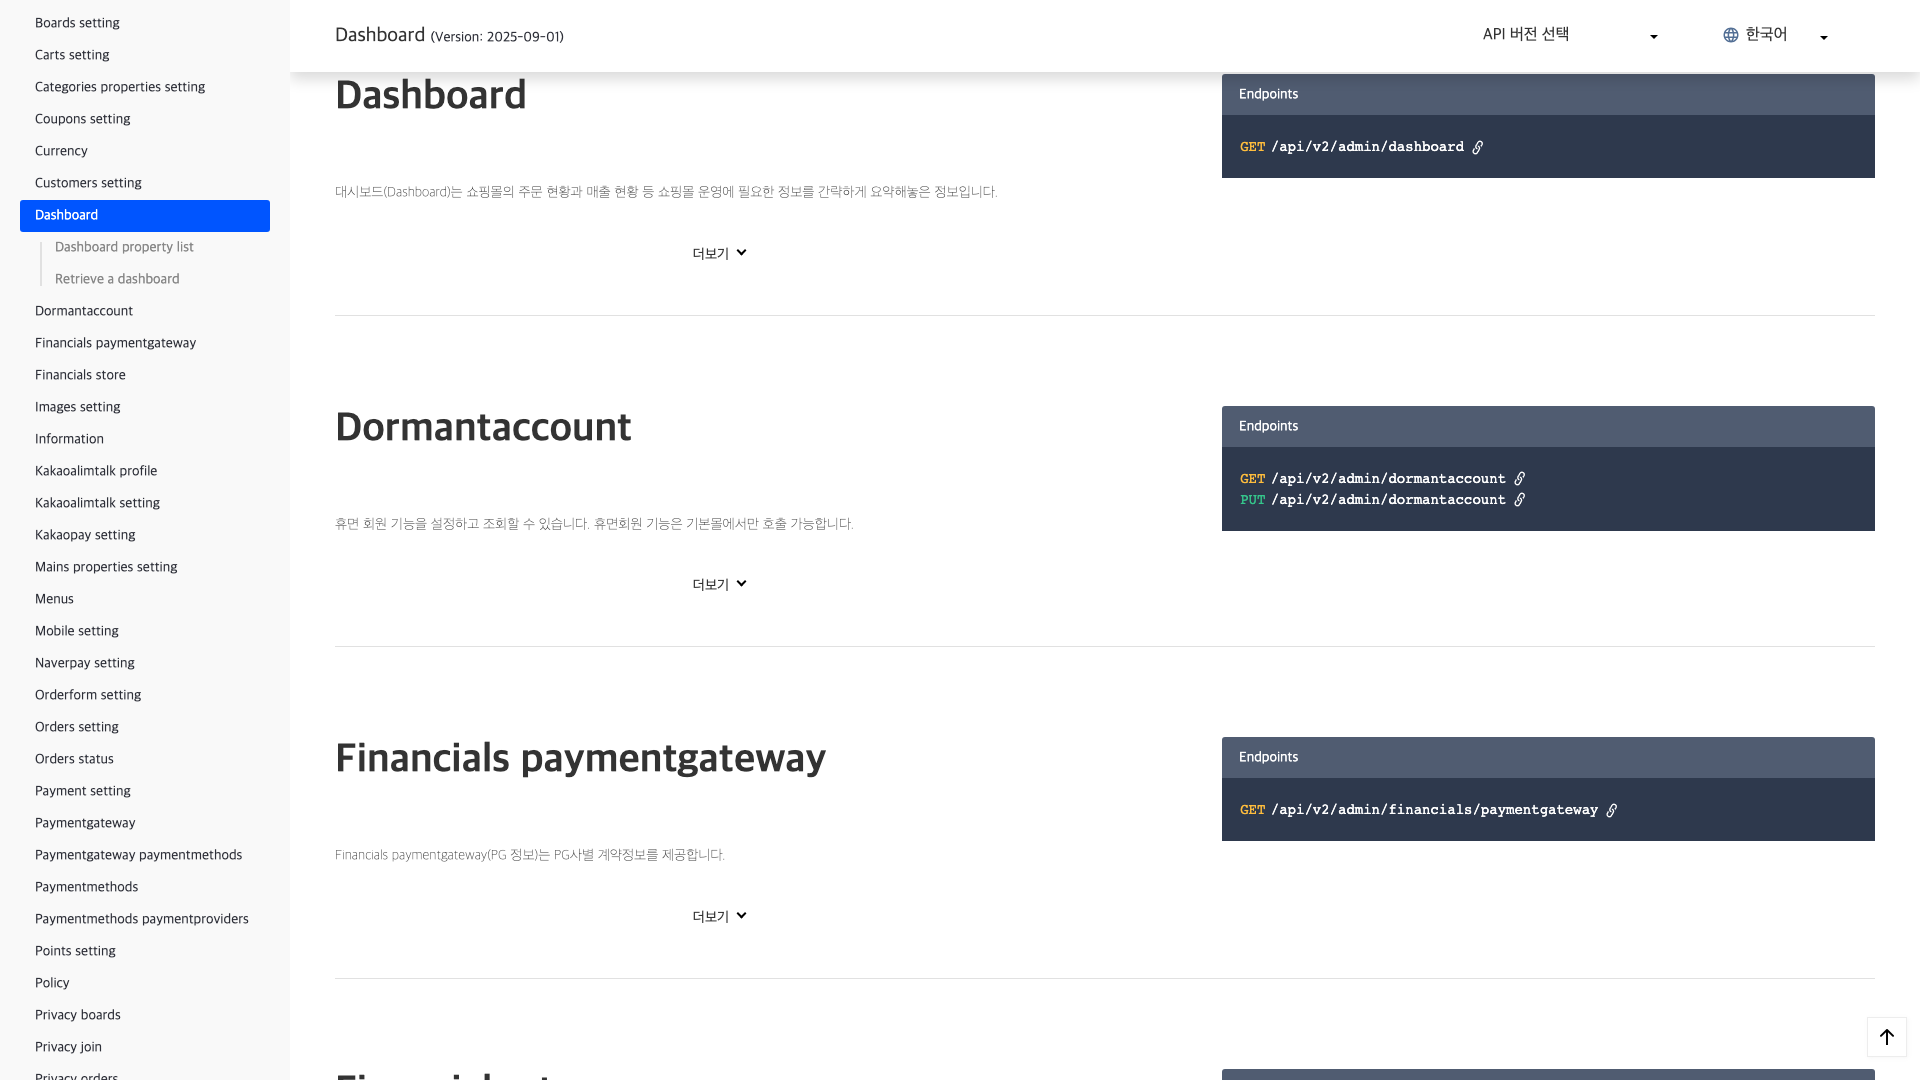 Boards setting
Carts setting
Categories properties setting
Coupons setting
Currency
Customers setting
Dashboard
Dashboard property list
Retrieve a dashboard
Dormantaccount
Financials paymentgateway
Financials store
Images setting
Information
Kakaoalimtalk profile
Kakaoalimtalk setting
Kakaopay setting
Mains properties setting
Menus
Mobile setting
Naverpay setting
Orderform setting
Orders setting
Orders status
Payment setting
Paymentgateway
Paymentgateway paymentmethods
Paymentmethods
Paymentmethods paymentproviders
Points setting
Policy
Privacy boards
Privacy join
Privacy orders
Dashboard (Version: 2025-09-01)
API 버전 선택
한국어
Dashboard
대시보드(Dashboard)는 쇼핑몰의 주문 현황과 매출 현황 등 쇼핑몰 운영에 필요한 정보를 간략하게 요약해놓은 정보입니다.
더보기
Endpoints
GET /api/v2/admin/dashboard
Dormantaccount
휴면 회원 기능을 설정하고 조회할 수 있습니다. 휴면회원 기능은 기본몰에서만 호출 가능합니다.
더보기
Endpoints
GET /api/v2/admin/dormantaccount
PUT /api/v2/admin/dormantaccount
Financials paymentgateway
Financials paymentgateway(PG 정보)는 PG사별 계약정보를 제공합니다.
더보기
Endpoints
GET /api/v2/admin/financials/paymentgateway